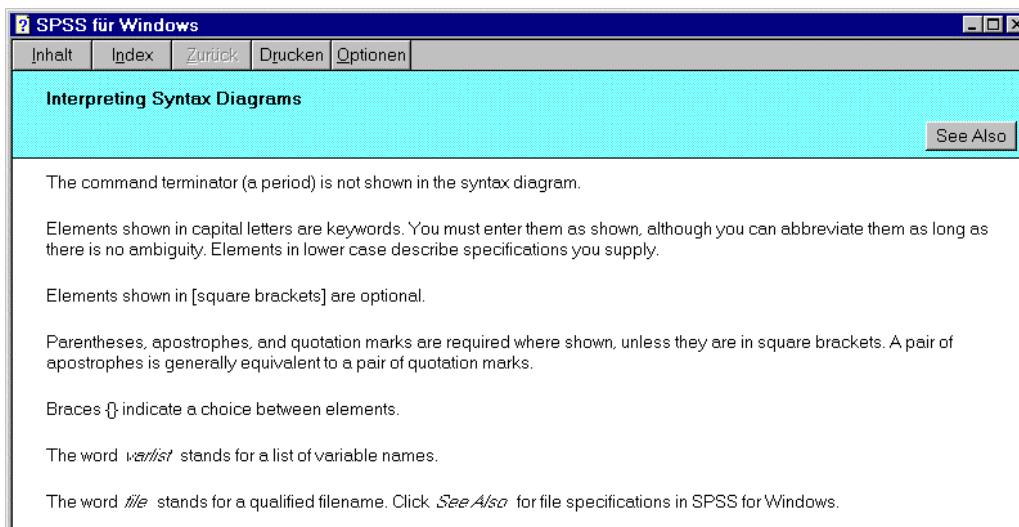 SPSS für Windows
Inhalt Index Zurück Drucken Optionen
Interpreting Syntax Diagrams
See Also
The command terminator (a period) is not shown in the syntax diagram.
Elements shown in capital letters are keywords. You must enter them as shown, although you can abbreviate them as long as
there is no ambiguity. Elements in lower case describe specifications you supply.
Elements shown in [square brackets] are optional.
Parentheses, apostrophes, and quotation marks are required where shown, unless they are in square brackets. A pair of
apostrophes is generally equivalent to a pair of quotation marks.
Braces {} indicate a choice between elements.
The word varlist stands for a list of variable names.
The word file stands for a qualified filename. Click See Also for file specifications in SPSS for Windows.